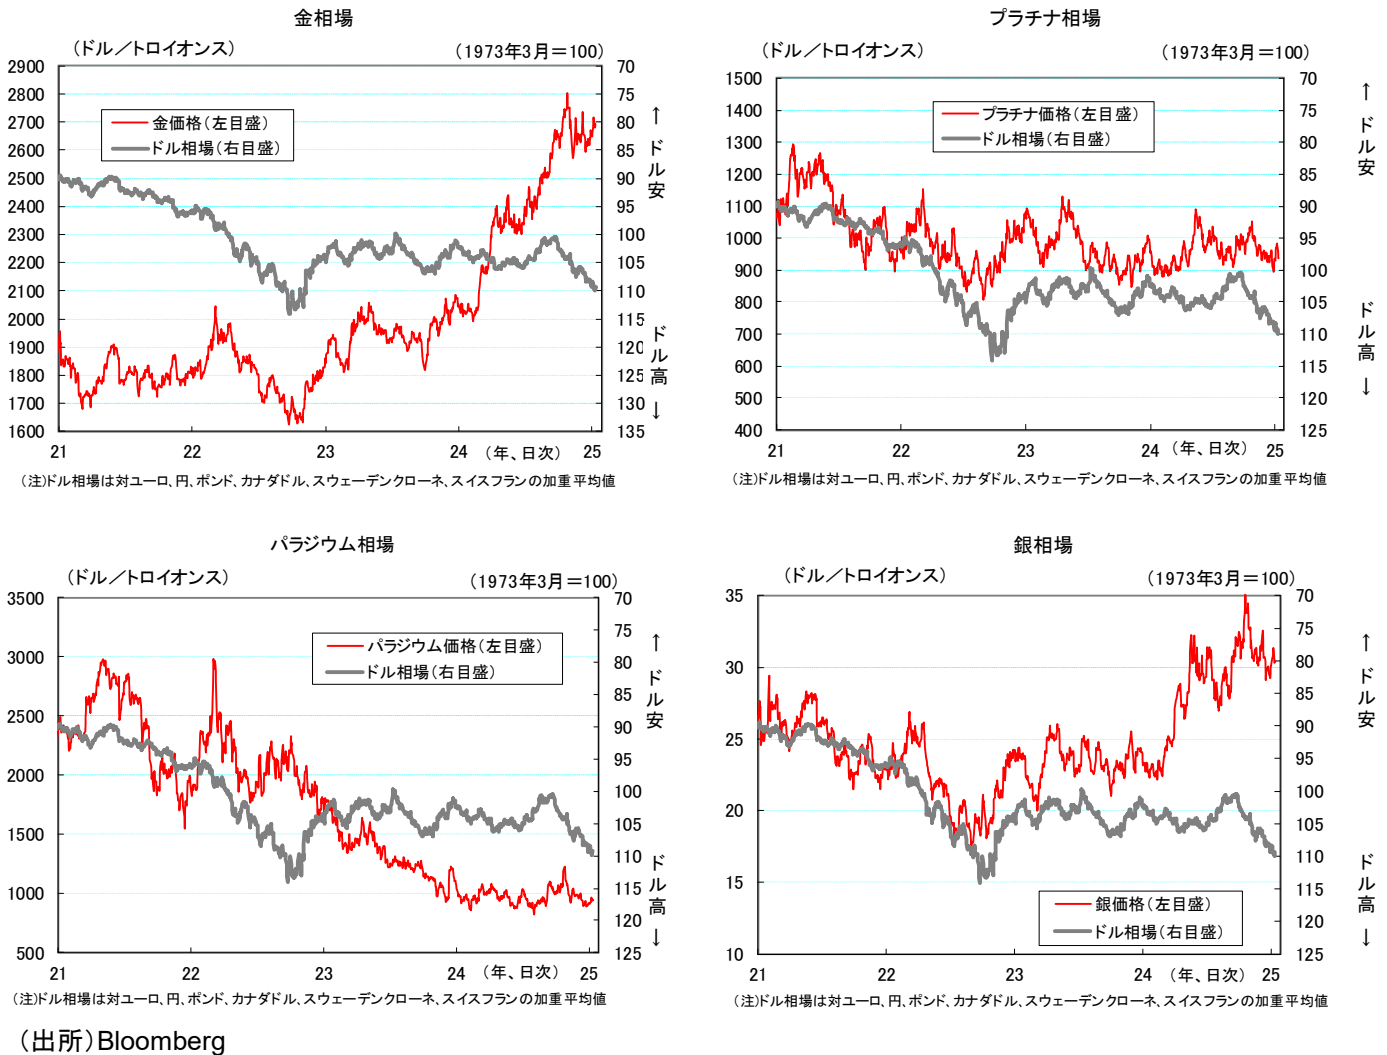 金相場
（ドル／トロイオンス）
（1973年3月＝100）
2900
2800
2700
2600
2500
2400
2300
2200
2100
2000
1900
1800
1700
1600
70
75
80
85
90
95
100
105
110
115
120
125
130
135
金価格（左目盛）
ドル相場（右目盛）
↑ドル安
ドル高↓
21
22
23
24
（年、日次）
25
（注）ドル相場は対ユーロ、円、ポンド、カナダドル、スウェーデンクローネ、スイスフランの加重平均値
プラチナ相場
（ドル／トロイオンス）
（1973年3月＝100）
1500
1400
1300
1200
1100
1000
900
800
700
600
500
400
70
75
80
85
90
95
100
105
110
115
120
125
プラチナ価格（左目盛）
ドル相場（右目盛）
↑ドル安
ドル高↓
21
22
23
24
（年、日次）
25
（注）ドル相場は対ユーロ、円、ポンド、カナダドル、スウェーデンクローネ、スイスフランの加重平均値
パラジウム相場
（ドル／トロイオンス）
（1973年3月＝100）
3500
3000
2500
2000
1500
1000
500
70
75
80
85
90
95
100
105
110
115
120
125
パラジウム価格（左目盛）
ドル相場（右目盛）
↑ドル安
ドル高↓
21
22
23
24
（年、日次）
25
（注）ドル相場は対ユーロ、円、ポンド、カナダドル、スウェーデンクローネ、スイスフランの加重平均値
銀相場
（ドル／トロイオンス）
（1973年3月＝100）
35
30
25
20
15
10
70
75
80
85
90
95
100
105
110
115
120
125
銀価格（左目盛）
ドル相場（右目盛）
↑ドル安
ドル高↓
21
22
23
24
（年、日次）
25
（注）ドル相場は対ユーロ、円、ポンド、カナダドル、スウェーデンクローネ、スイスフランの加重平均値
（出所）Bloomberg